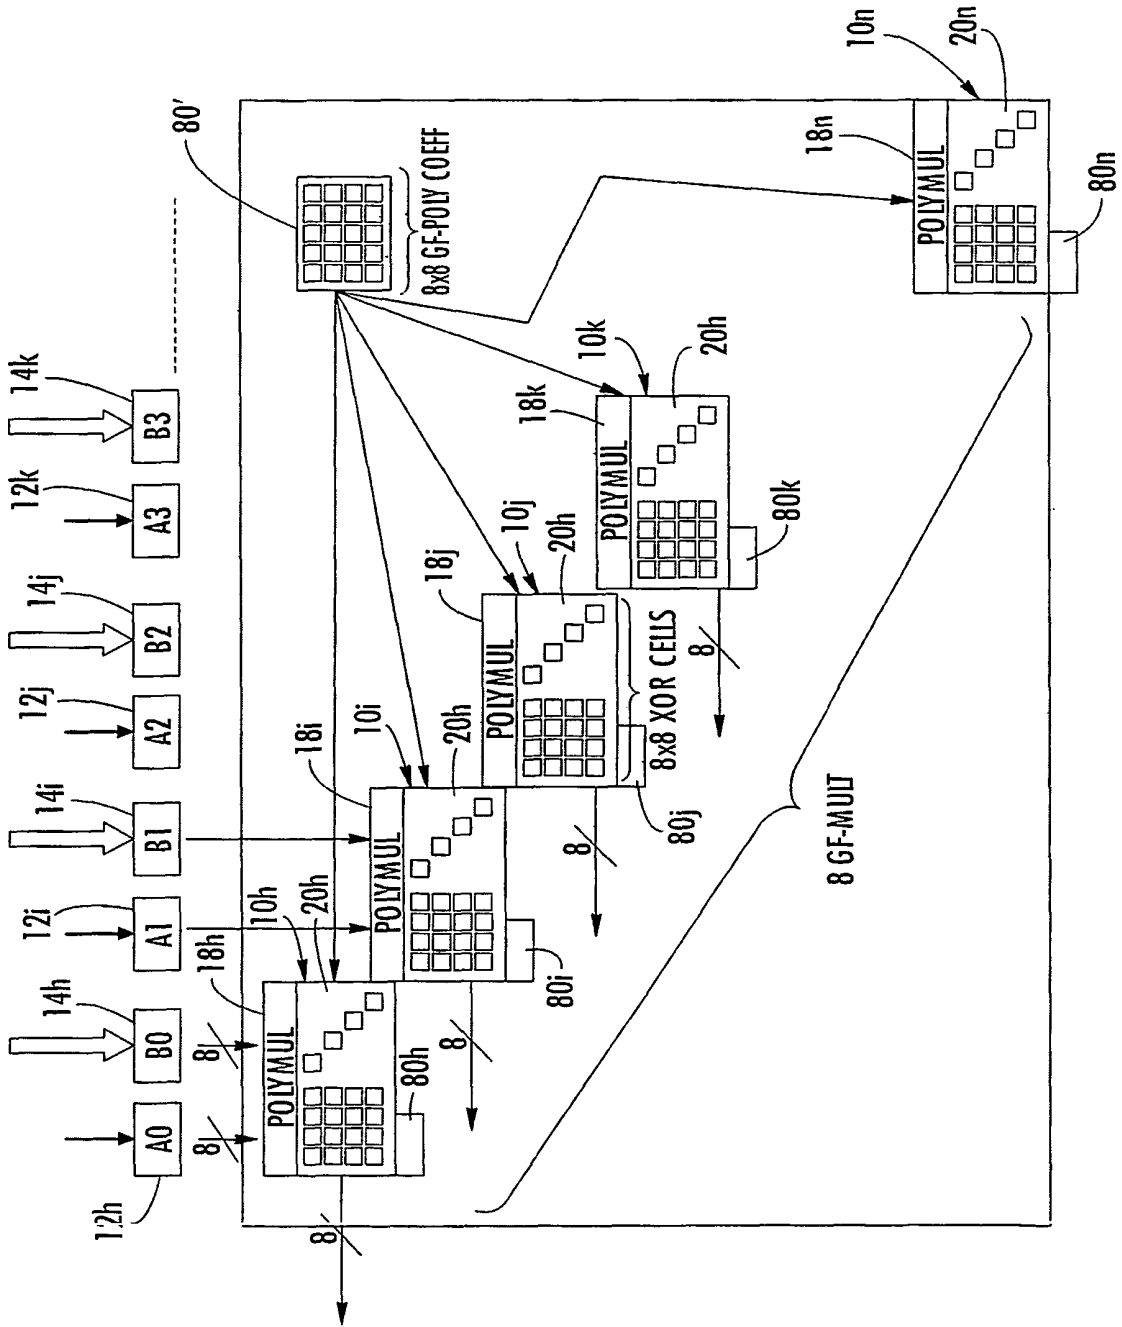 12h
A0
14h
B0
12i
A1
14i
B1
12j
A2
14j
B2
12k
A3
14k
B3
8
8
18h
10h
20h
POLYMUL
80h
8
18i
10i
20h
POLYMUL
80i
8
18j
10j
20h
POLYMUL
80j
8x8 XOR CELLS
8
18k
10k
20h
POLYMUL
80k
8
80'
8x8 GF-POLY COEFF
18n
10n
20n
POLYMUL
80n
8 GF-MULT